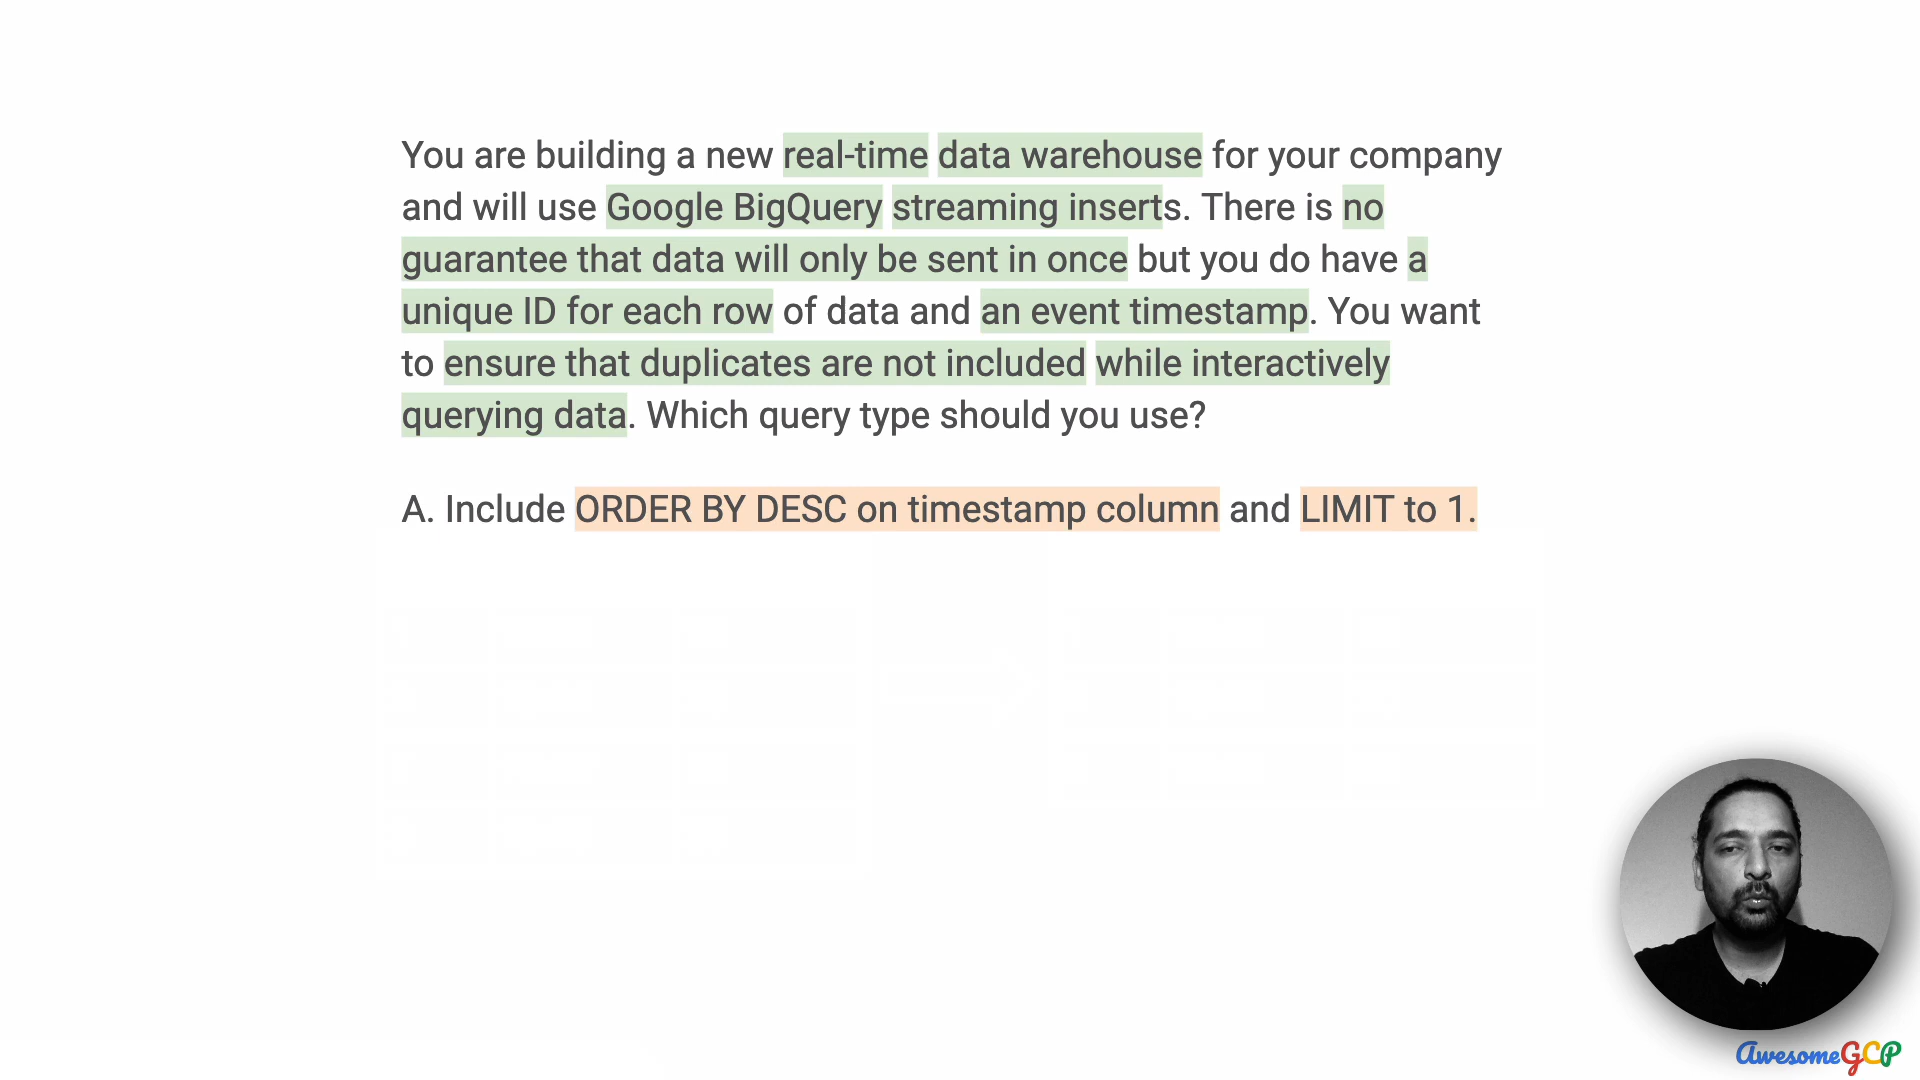 You are building a new real-time data warehouse for your company
and will use Google BigQuery streaming inserts. There is no
guarantee that data will only be sent in once but you do have a
unique ID for each row of data and an event timestamp. You want
to ensure that duplicates are not included while interactively
querying data. Which query type should you use?
A. Include ORDER BY DESC on timestamp column and LIMIT to 1.
AwesomeGCP